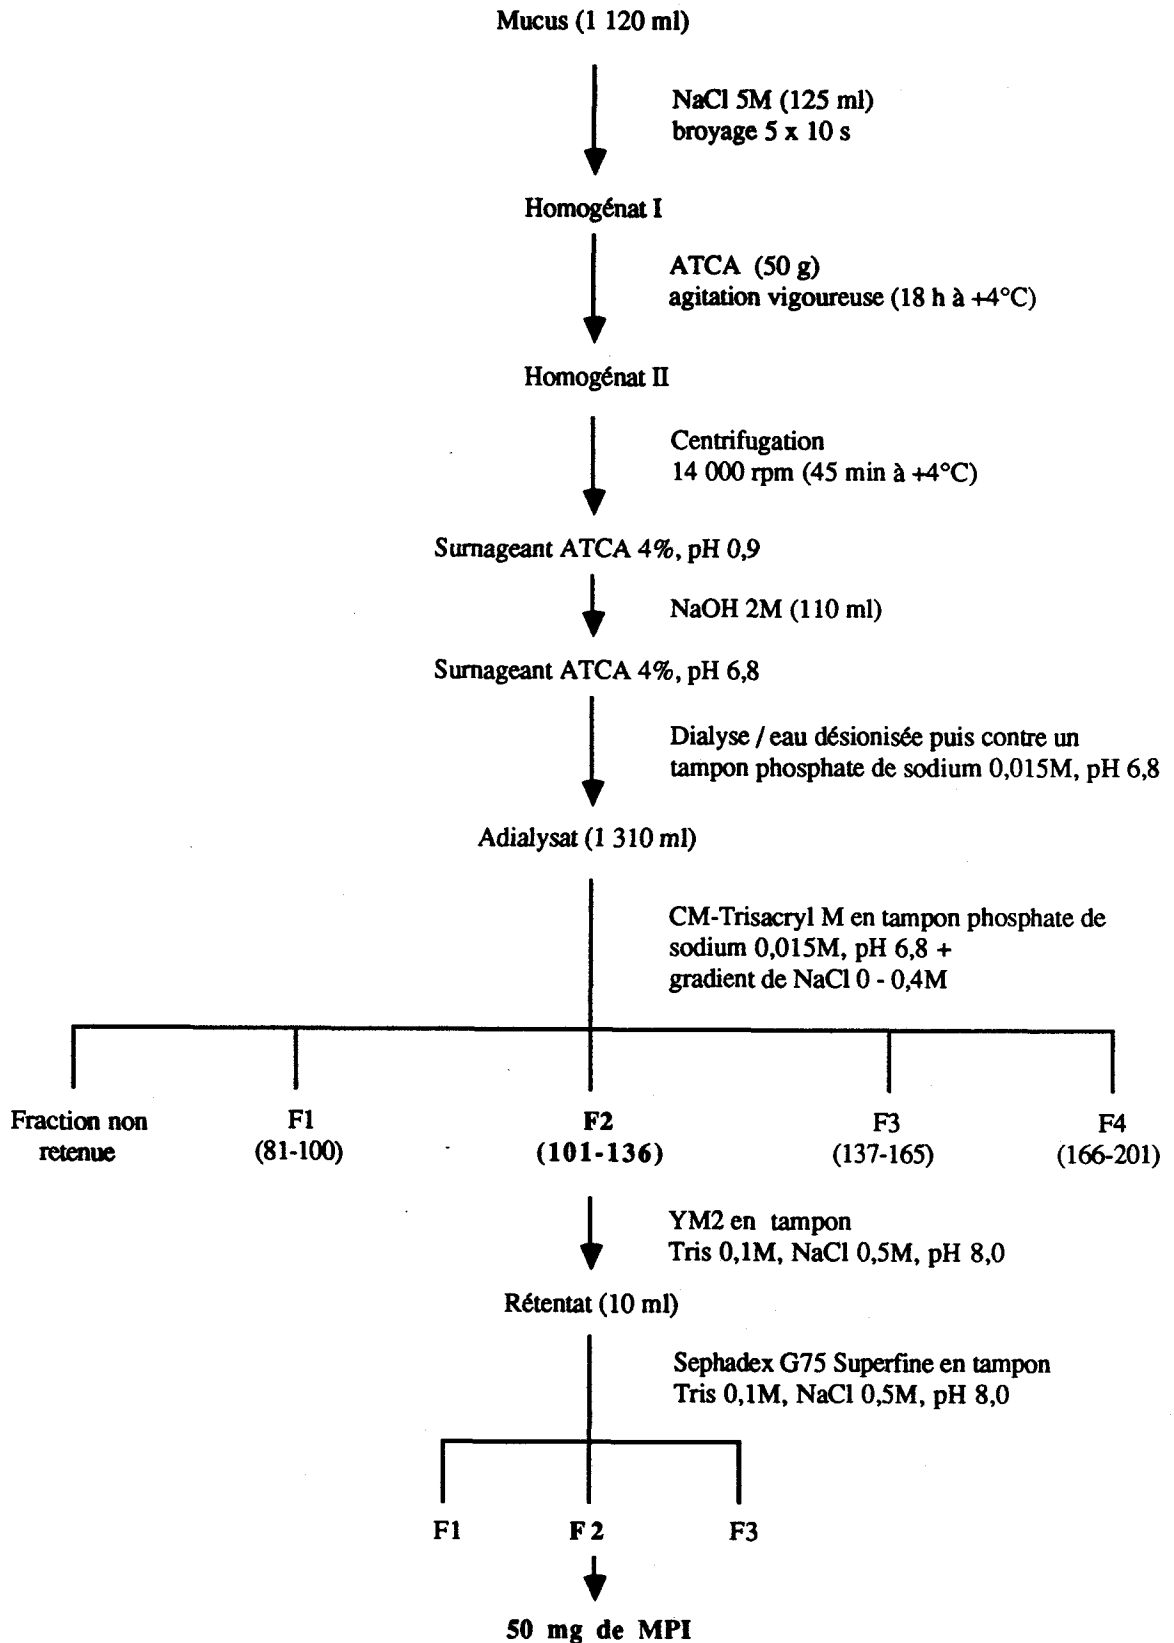 Mucus (1 120 ml)
NaCl 5M (125 ml)
broyage 5 x 10 s
Homogénat I
ATCA (50 g)
agitation vigoureuse (18 h à +4°C)
Homogénat II
Centrifugation
14 000 rpm (45 min à +4°C)
Surnageant ATCA 4%, pH 0,9
NaOH 2M (110 ml)
Surnageant ATCA 4%, pH 6,8
Dialyse / eau désionisée puis contre un
tampon phosphate de sodium 0,015M, pH 6,8
Adialysat (1 310 ml)
CM-Trisacryl M en tampon phosphate de
sodium 0,015M, pH 6,8 +
gradient de NaCl 0 - 0,4M
Fraction non
retenue
F1
(81-100)
F2
(101-136)
F3
(137-165)
F4
(166-201)
YM2 en tampon
Tris 0,1M, NaCl 0,5M, pH 8,0
Rétentat (10 ml)
Sephadex G75 Superfine en tampon
Tris 0,1M, NaCl 0,5M, pH 8,0
F1
F 2
F3
50 mg de MPI